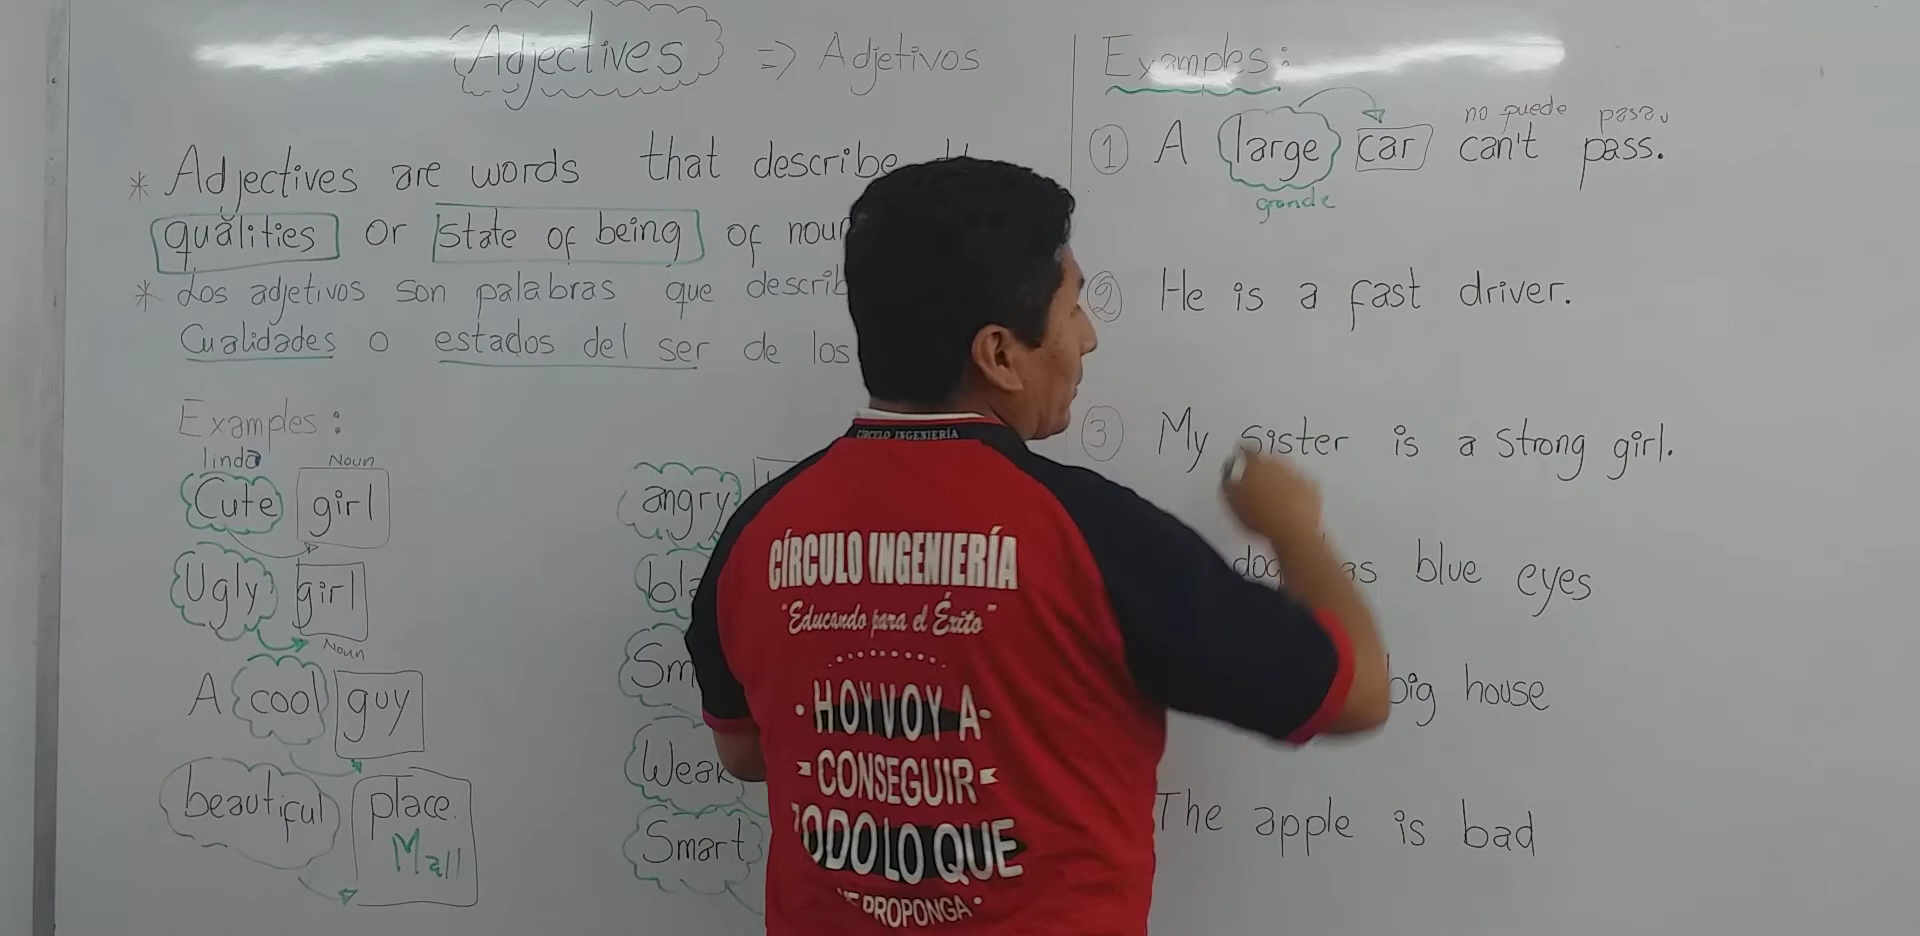 Adjectives => Adjetivos
* Adjectives are words that describe
qualities or state of being of
* Los adjetivos son palabras que
Cualidades o estados del ser de los
Examples:
linda Noun
Cute girl
Ugly girl
Noun
A cool guy
beautiful place.
Mall
angry
Weak
Smart
Examples:
no puede pasar
① A large car can't pass.
grande
② He is a fast driver.
③ My sister is a strong girl.
dog blue eyes
big house
The apple is bad
CÍRCULO INGENIERÍA
CÍRCULO INGENIERÍA
"Educando para el Éxito"
• HOY VOY A-
CONSEGUIR
TODO LO QUE
ME PROPONGA •